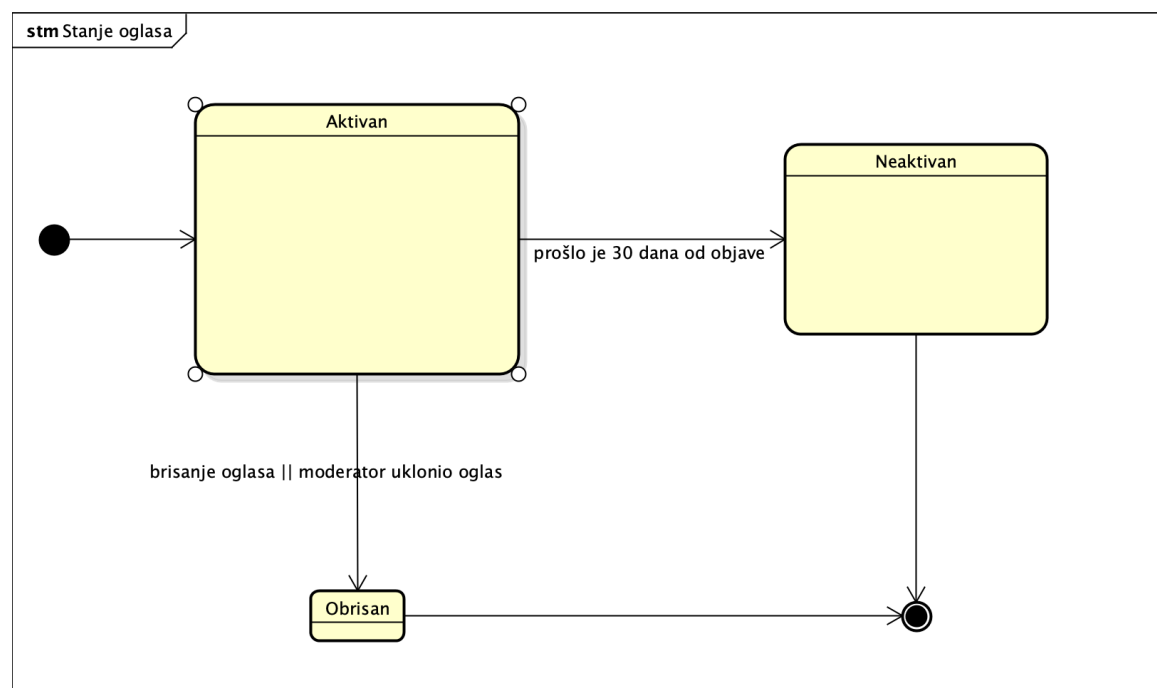 stm Stanje oglasa
Aktivan
Neaktivan
prošlo je 30 dana od objave
brisanje oglasa || moderator uklonio oglas
Obrisan